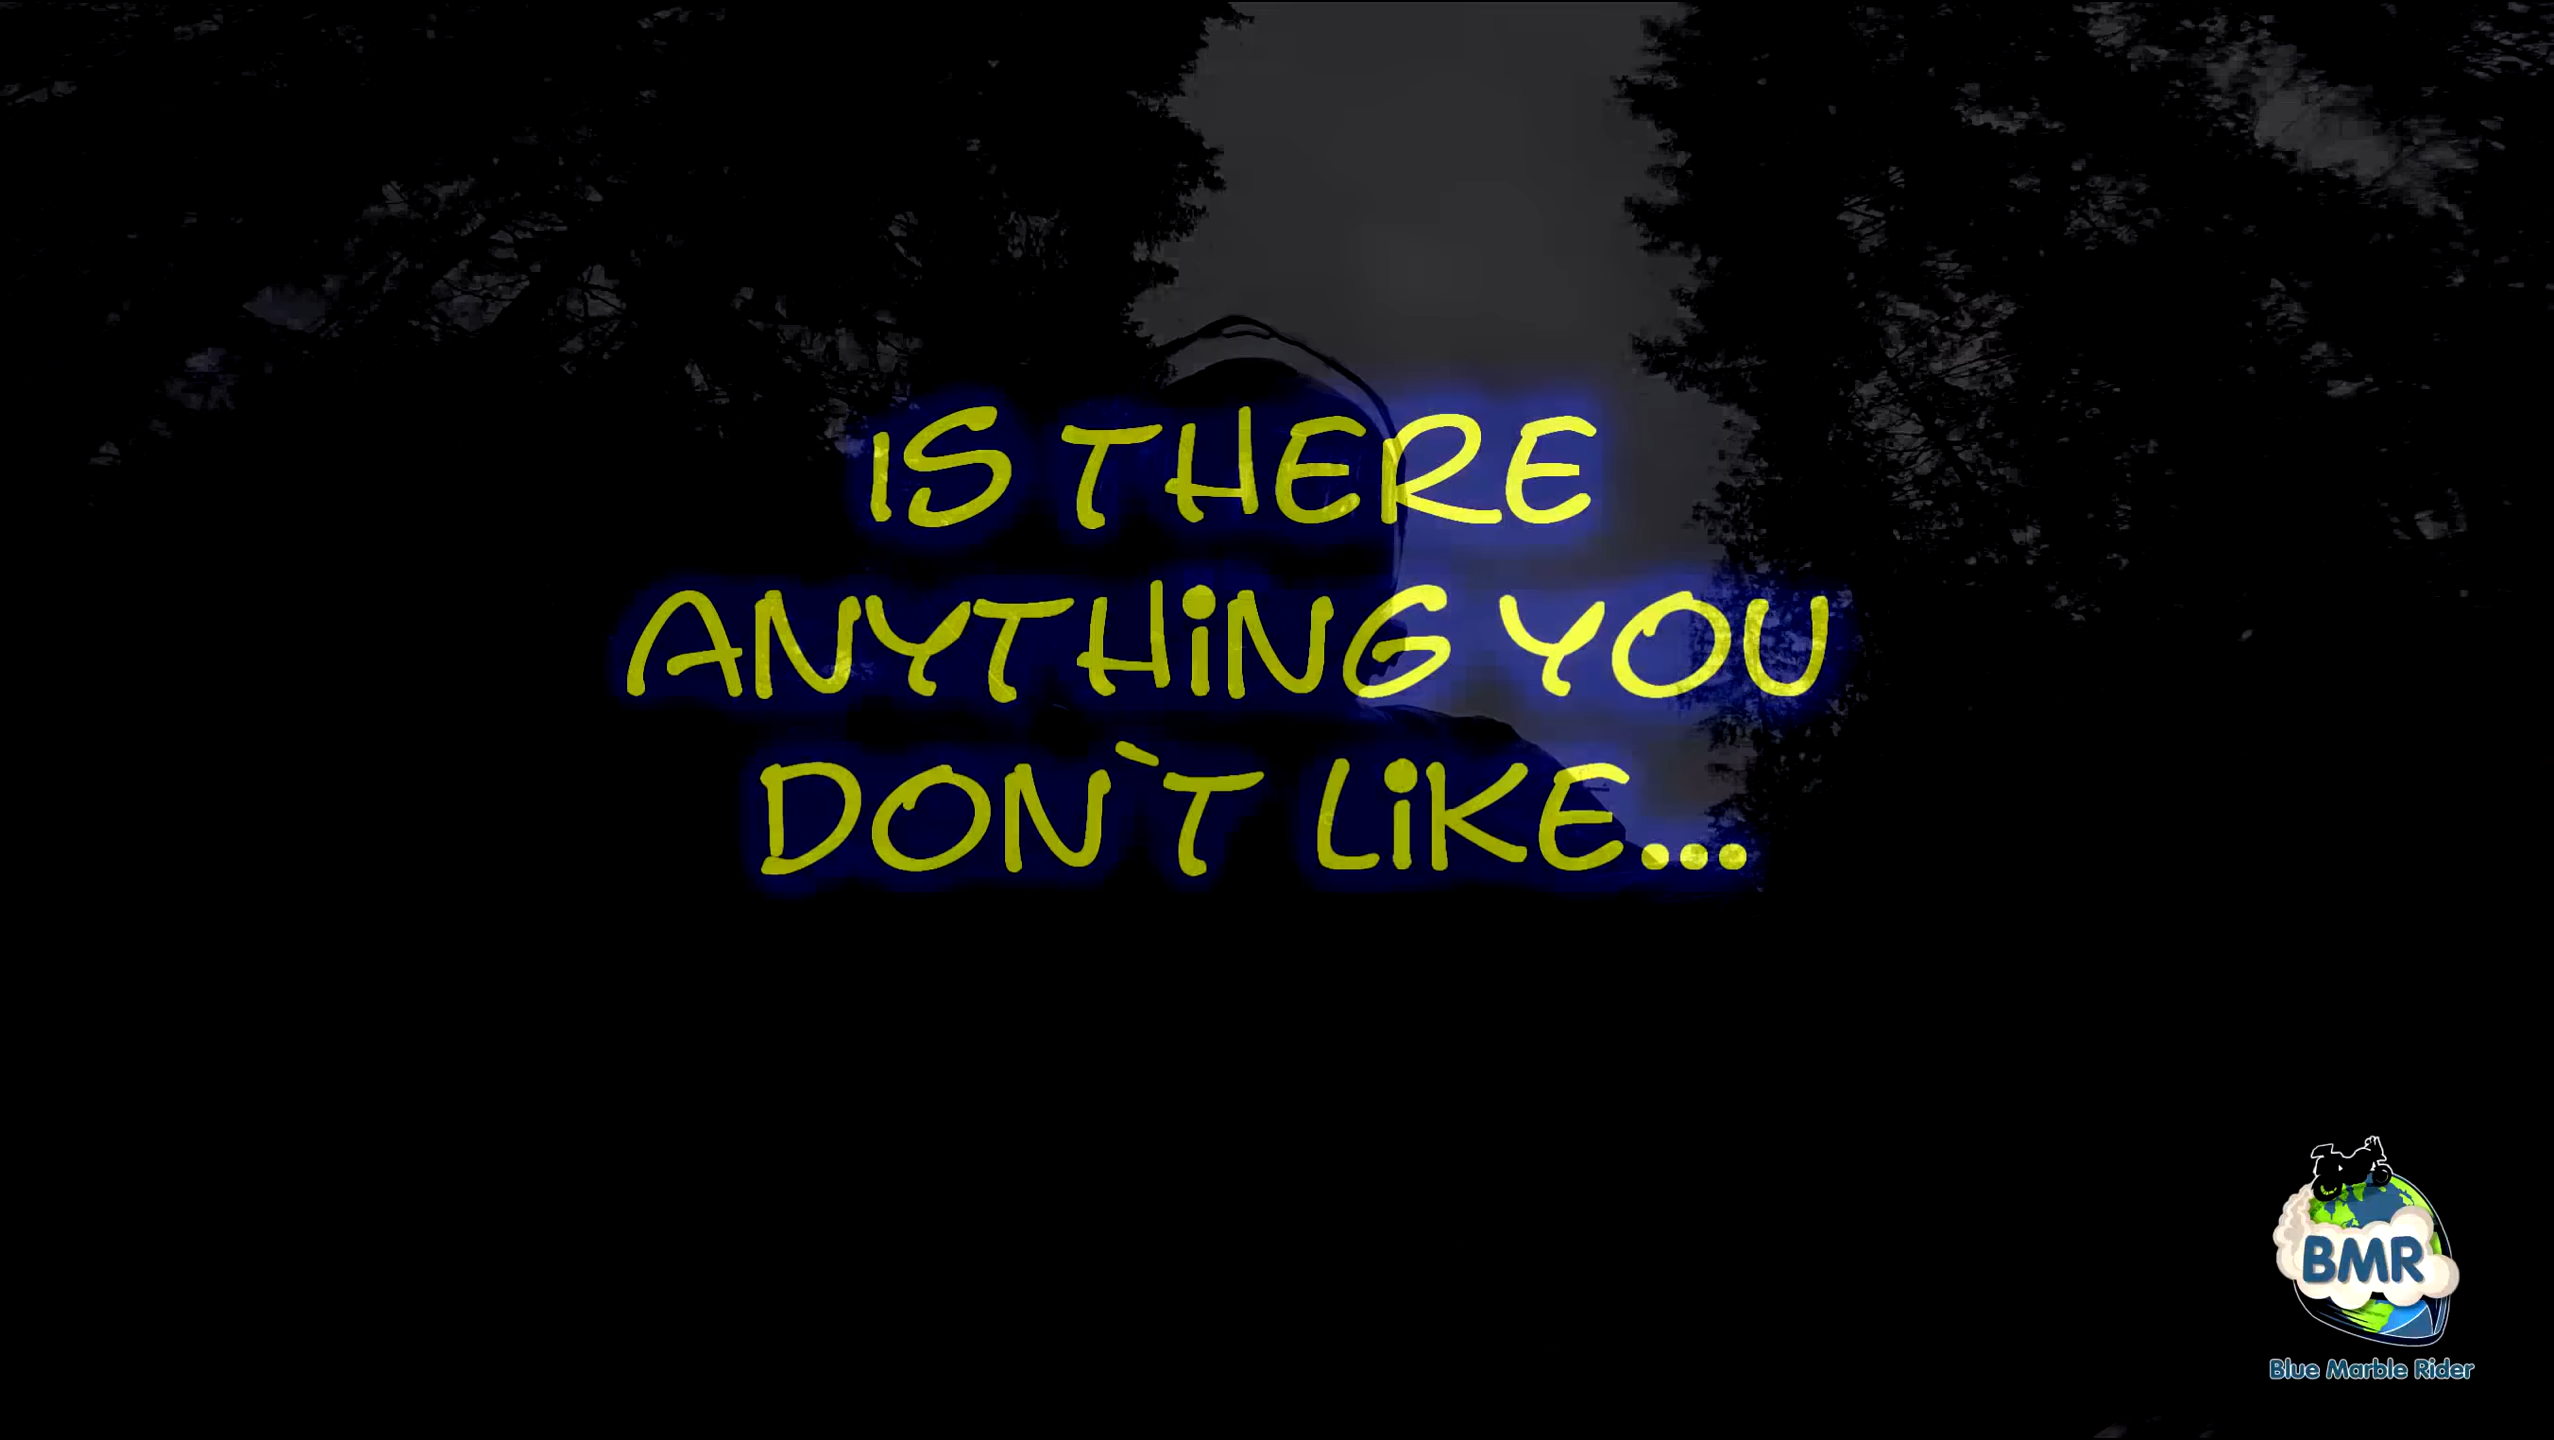 iS THERE
ANYTHiNG YOU
DON`T LiKE...
BMR
Blue Marble Rider